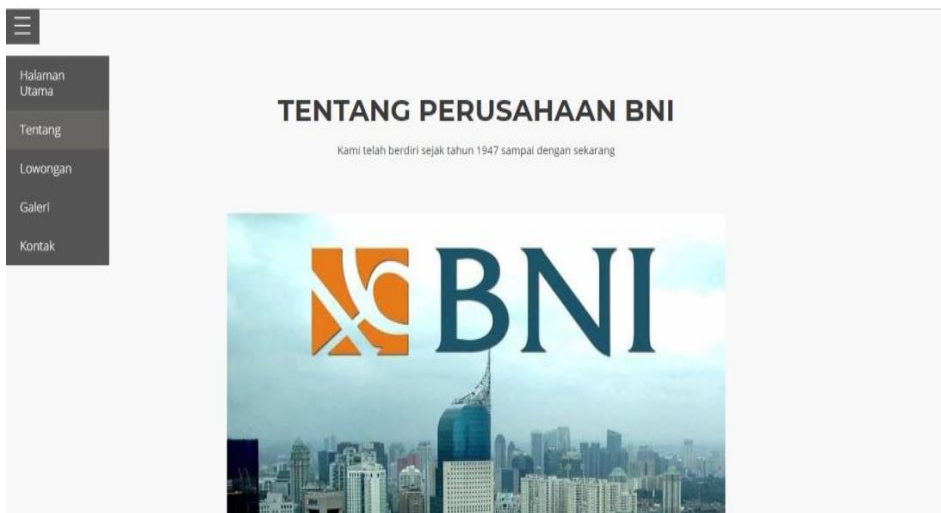 Halaman
Utama
Tentang
Lowongan
Galeri
Kontak
TENTANG PERUSAHAAN BNI
Kami telah berdiri sejak tahun 1947 sampai dengan sekarang
BNI